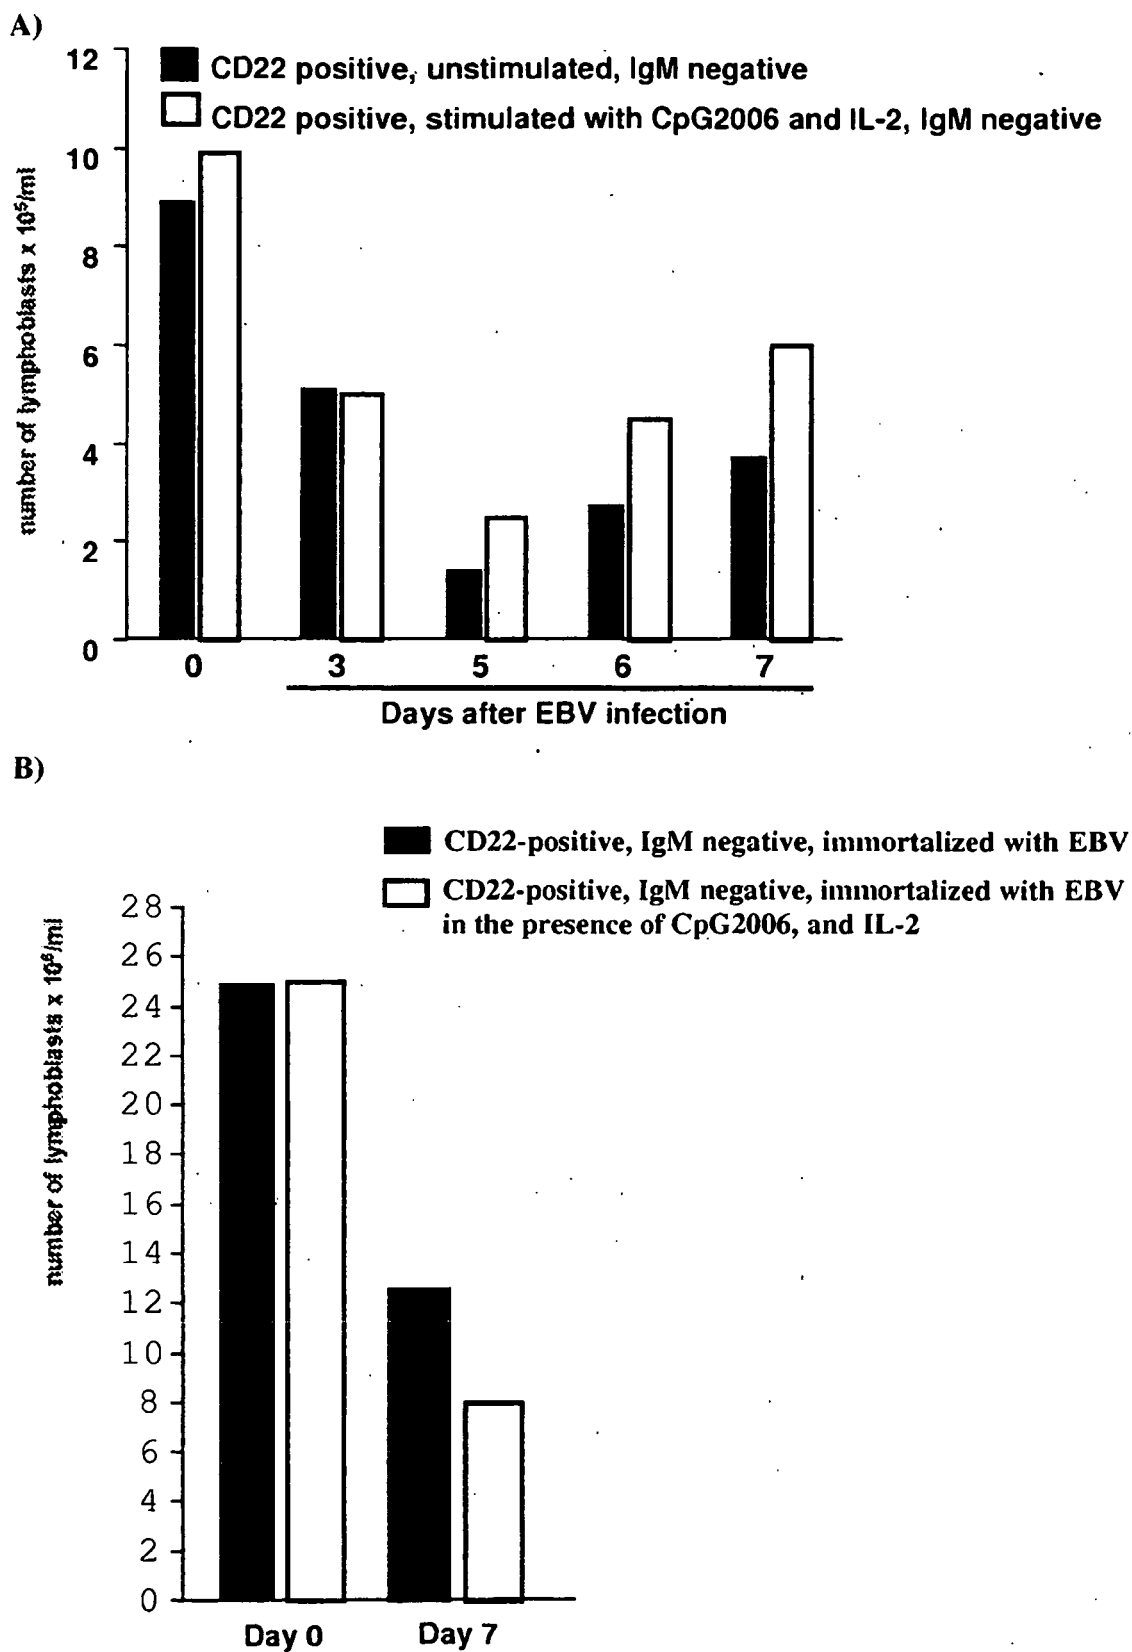 A)
CD22 positive, unstimulated, IgM negative
CD22 positive, stimulated with CpG2006 and IL-2, IgM negative
number of lymphoblasts x 10⁵/ml
12
10
8
6
4
2
0
0 3 5 6 7
Days after EBV infection
B)
CD22-positive, IgM negative, immortalized with EBV
CD22-positive, IgM negative, immortalized with EBV
in the presence of CpG2006, and IL-2
number of lymphoblasts x 10⁶/ml
28
26
24
22
20
18
16
14
12
10
8
6
4
2
0
Day 0 Day 7